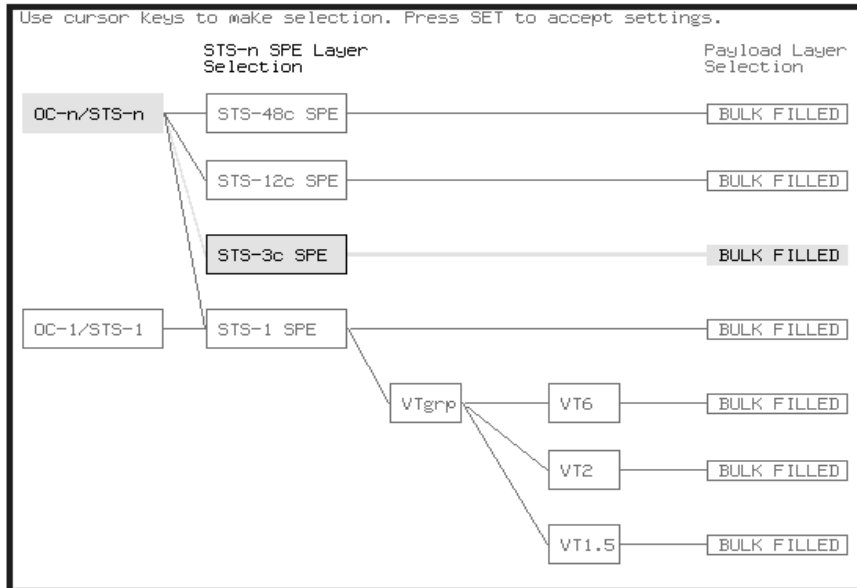 Use cursor Keys to make selection. Press SET to accept settings.
STS-n SPE Layer
Selection
Payload Layer
Selection
OC-n/STS-n
STS-48c SPE
BULK FILLED
STS-12c SPE
BULK FILLED
STS-3c SPE
BULK FILLED
OC-1/STS-1
STS-1 SPE
BULK FILLED
VTgrp
VT6
BULK FILLED
VT2
BULK FILLED
VT1.5
BULK FILLED